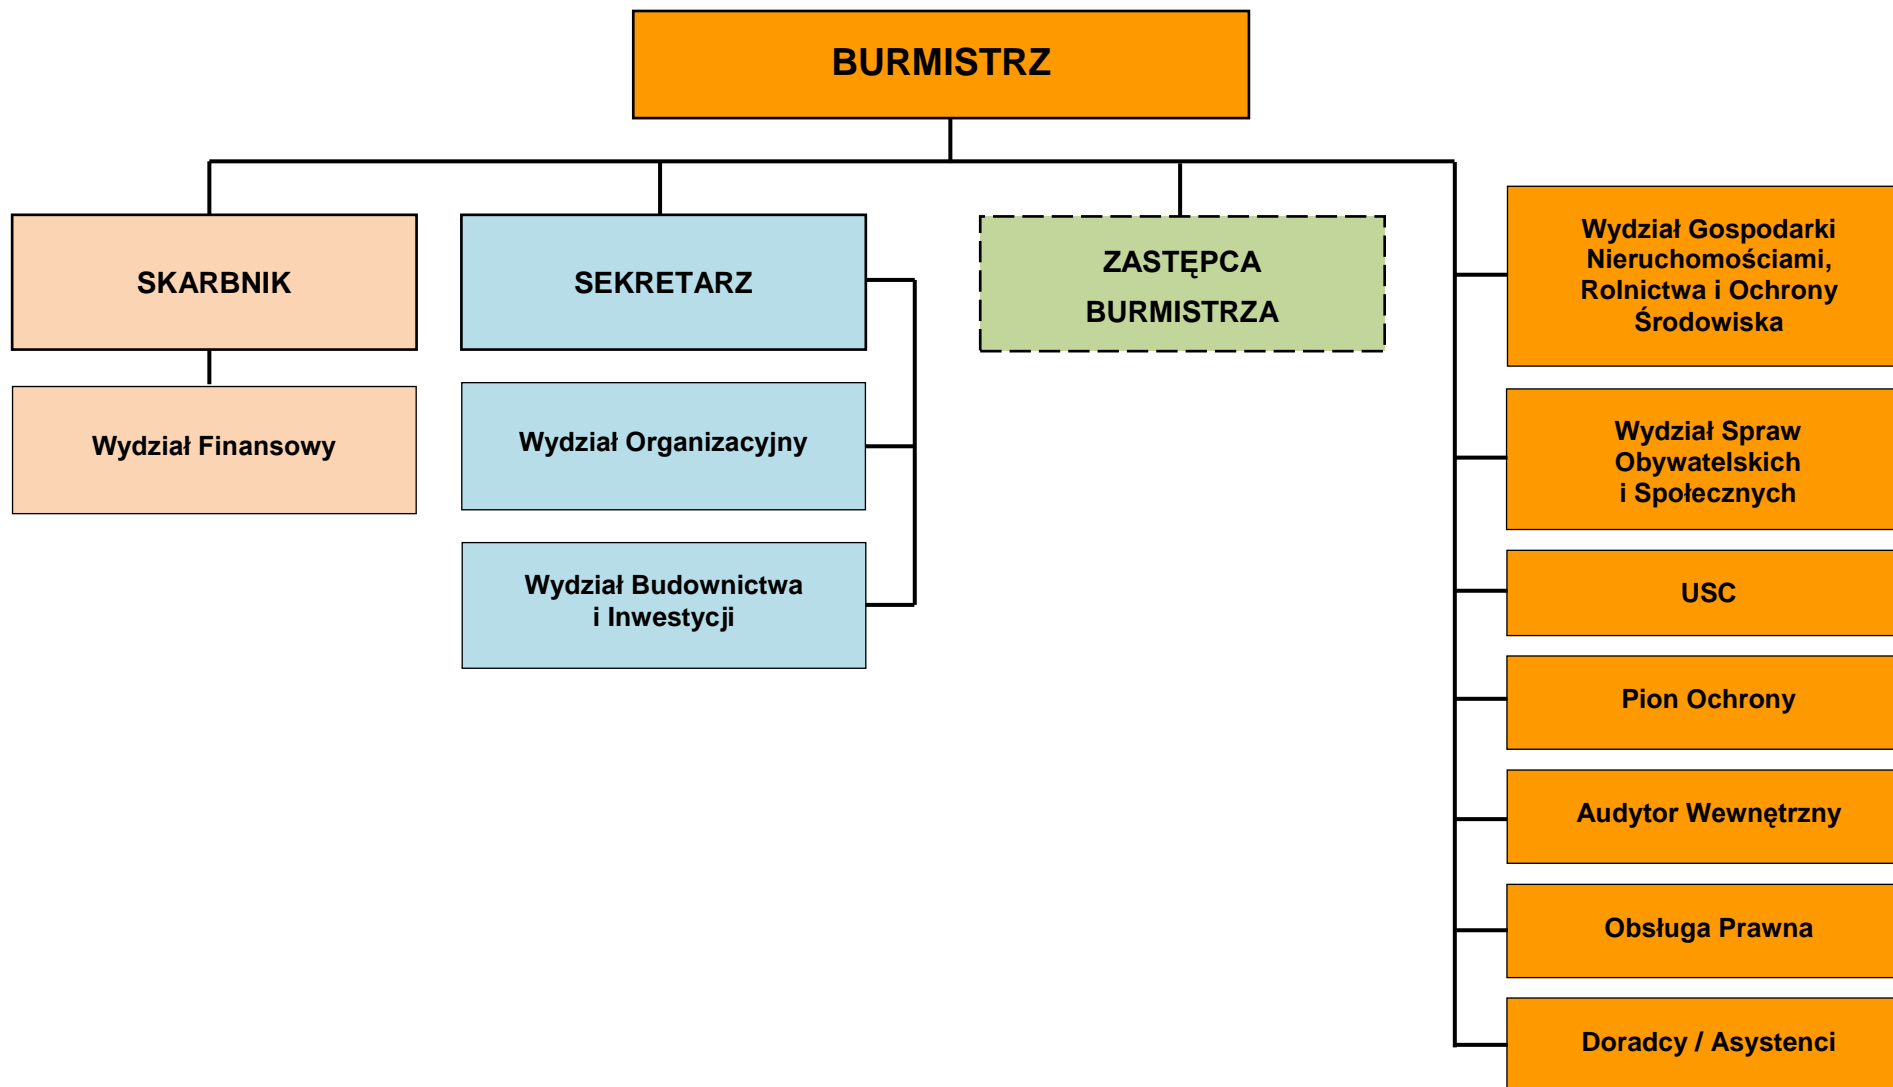 BURMISTRZ
SKARBNIK
Wydział Finansowy
SEKRETARZ
Wydział Organizacyjny
Wydział Budownictwa
i Inwestycji
ZASTĘPCA
BURMISTRZA
Wydział Gospodarki
Nieruchomościami,
Rolnictwa i Ochrony
Środowiska
Wydział Spraw
Obywatelskich
i Społecznych
USC
Pion Ochrony
Audytor Wewnętrzny
Obsługa Prawna
Doradcy / Asystenci